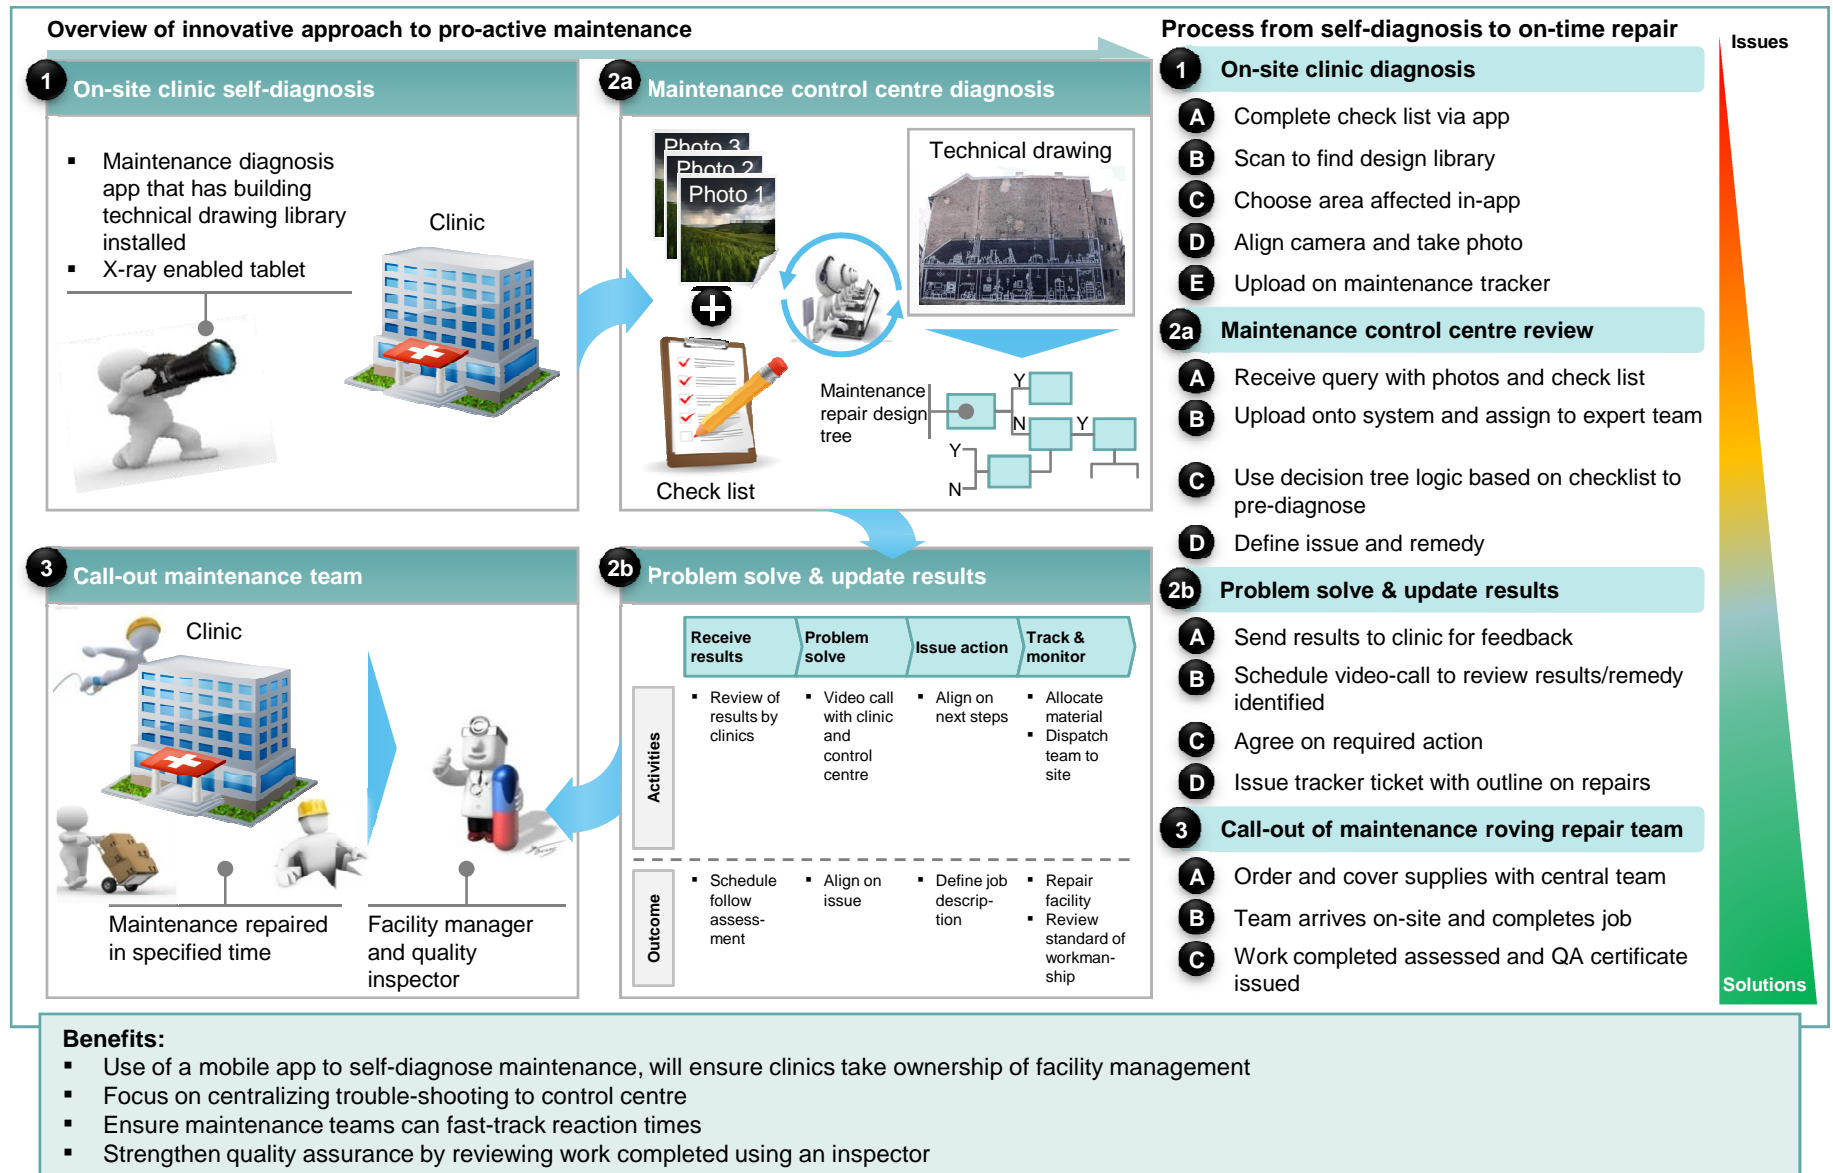 Overview of innovative approach to pro-active maintenance
1
On-site clinic self-diagnosis
▪ Maintenance diagnosis
app that has building
technical drawing library
installed
▪ X-ray enabled tablet
Clinic
2a
Maintenance control centre diagnosis
Photo 3
Photo 2
Photo 1
Check list
Technical drawing
Maintenance
repair design
tree
Y
N
Y
Y
N
3
Call-out maintenance team
Clinic
Maintenance repaired
in specified time
Facility manager
and quality
inspector
2b
Problem solve & update results
Receive
results
Problem
solve
Issue action
Track &
monitor
Activities
▪ Review of
results by
clinics
▪ Video call
with clinic
and
control
centre
▪ Align on
next steps
▪ Allocate
material
▪ Dispatch
team to
site
Outcome
▪ Schedule
follow
assess-
ment
▪ Align on
issue
▪ Define job
descrip-
tion
▪ Repair
facility
▪ Review
standard of
workman-
ship
Process from self-diagnosis to on-time repair
1 On-site clinic diagnosis
A Complete check list via app
B Scan to find design library
C Choose area affected in-app
D Align camera and take photo
E Upload on maintenance tracker
2a Maintenance control centre review
A Receive query with photos and check list
B Upload onto system and assign to expert team
C Use decision tree logic based on checklist to
pre-diagnose
D Define issue and remedy
2b Problem solve & update results
A Send results to clinic for feedback
B Schedule video-call to review results/remedy
identified
C Agree on required action
D Issue tracker ticket with outline on repairs
3 Call-out of maintenance roving repair team
A Order and cover supplies with central team
B Team arrives on-site and completes job
C Work completed assessed and QA certificate
issued
Issues
Solutions
Benefits:
▪ Use of a mobile app to self-diagnose maintenance, will ensure clinics take ownership of facility management
▪ Focus on centralizing trouble-shooting to control centre
▪ Ensure maintenance teams can fast-track reaction times
▪ Strengthen quality assurance by reviewing work completed using an inspector